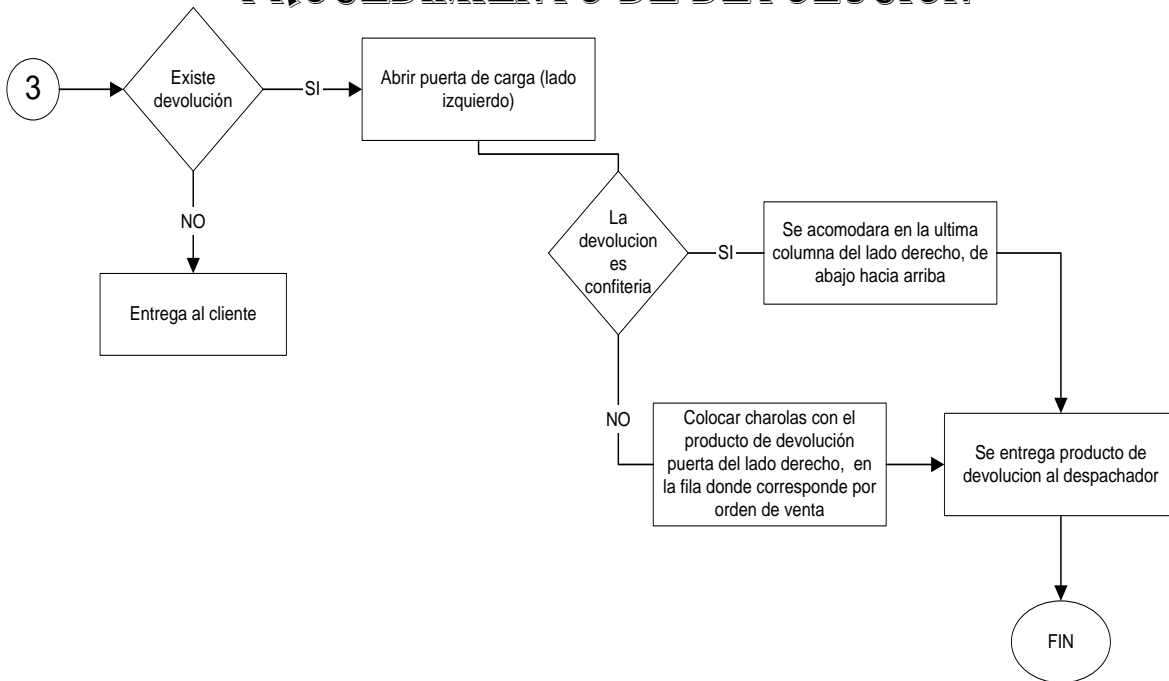 PROCEDIMIENTO DE DEVOLUCION
3
Existe
devolución
SI
Abrir puerta de carga (lado
izquierdo)
NO
Entrega al cliente
La
devolucion
es
confiteria
SI
Se acomodara en la ultima
columna del lado derecho, de
abajo hacia arriba
NO
Colocar charolas con el
producto de devolución
puerta del lado derecho, en
la fila donde corresponde por
orden de venta
Se entrega producto de
devolucion al despachador
FIN